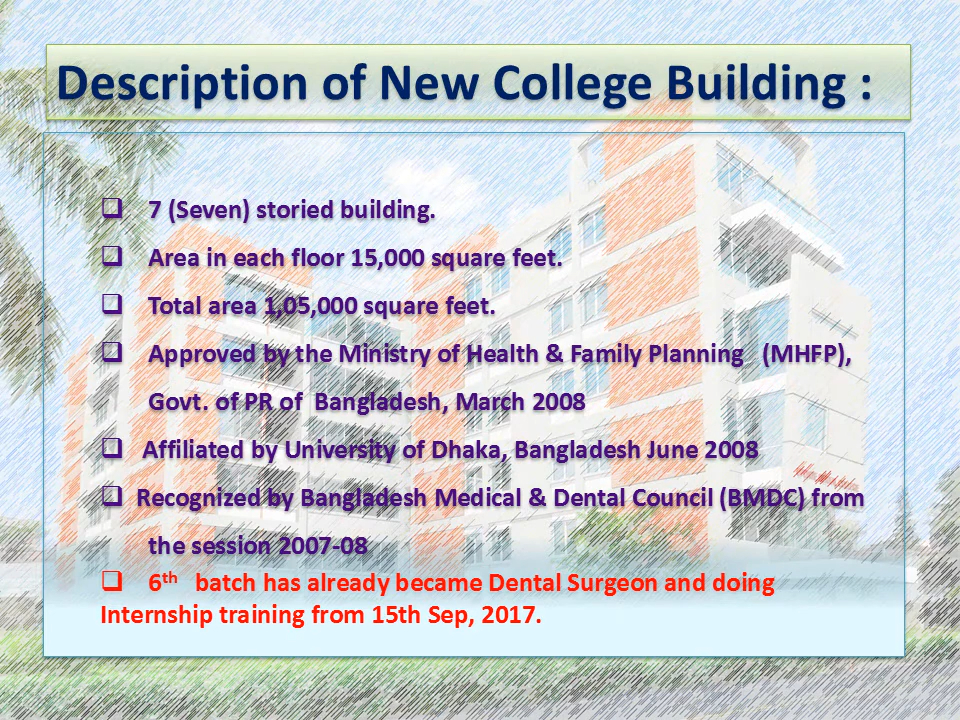 Description of New College Building :
❑ 7 (Seven) storied building.
❑ Area in each floor 15,000 square feet.
❑ Total area 1,05,000 square feet.
❑ Approved by the Ministry of Health & Family Planning (MHFP),
Govt. of PR of Bangladesh, March 2008
❑ Affiliated by University of Dhaka, Bangladesh June 2008
❑ Recognized by Bangladesh Medical & Dental Council (BMDC) from
the session 2007-08
❑ 6th batch has already became Dental Surgeon and doing
Internship training from 15th Sep, 2017.